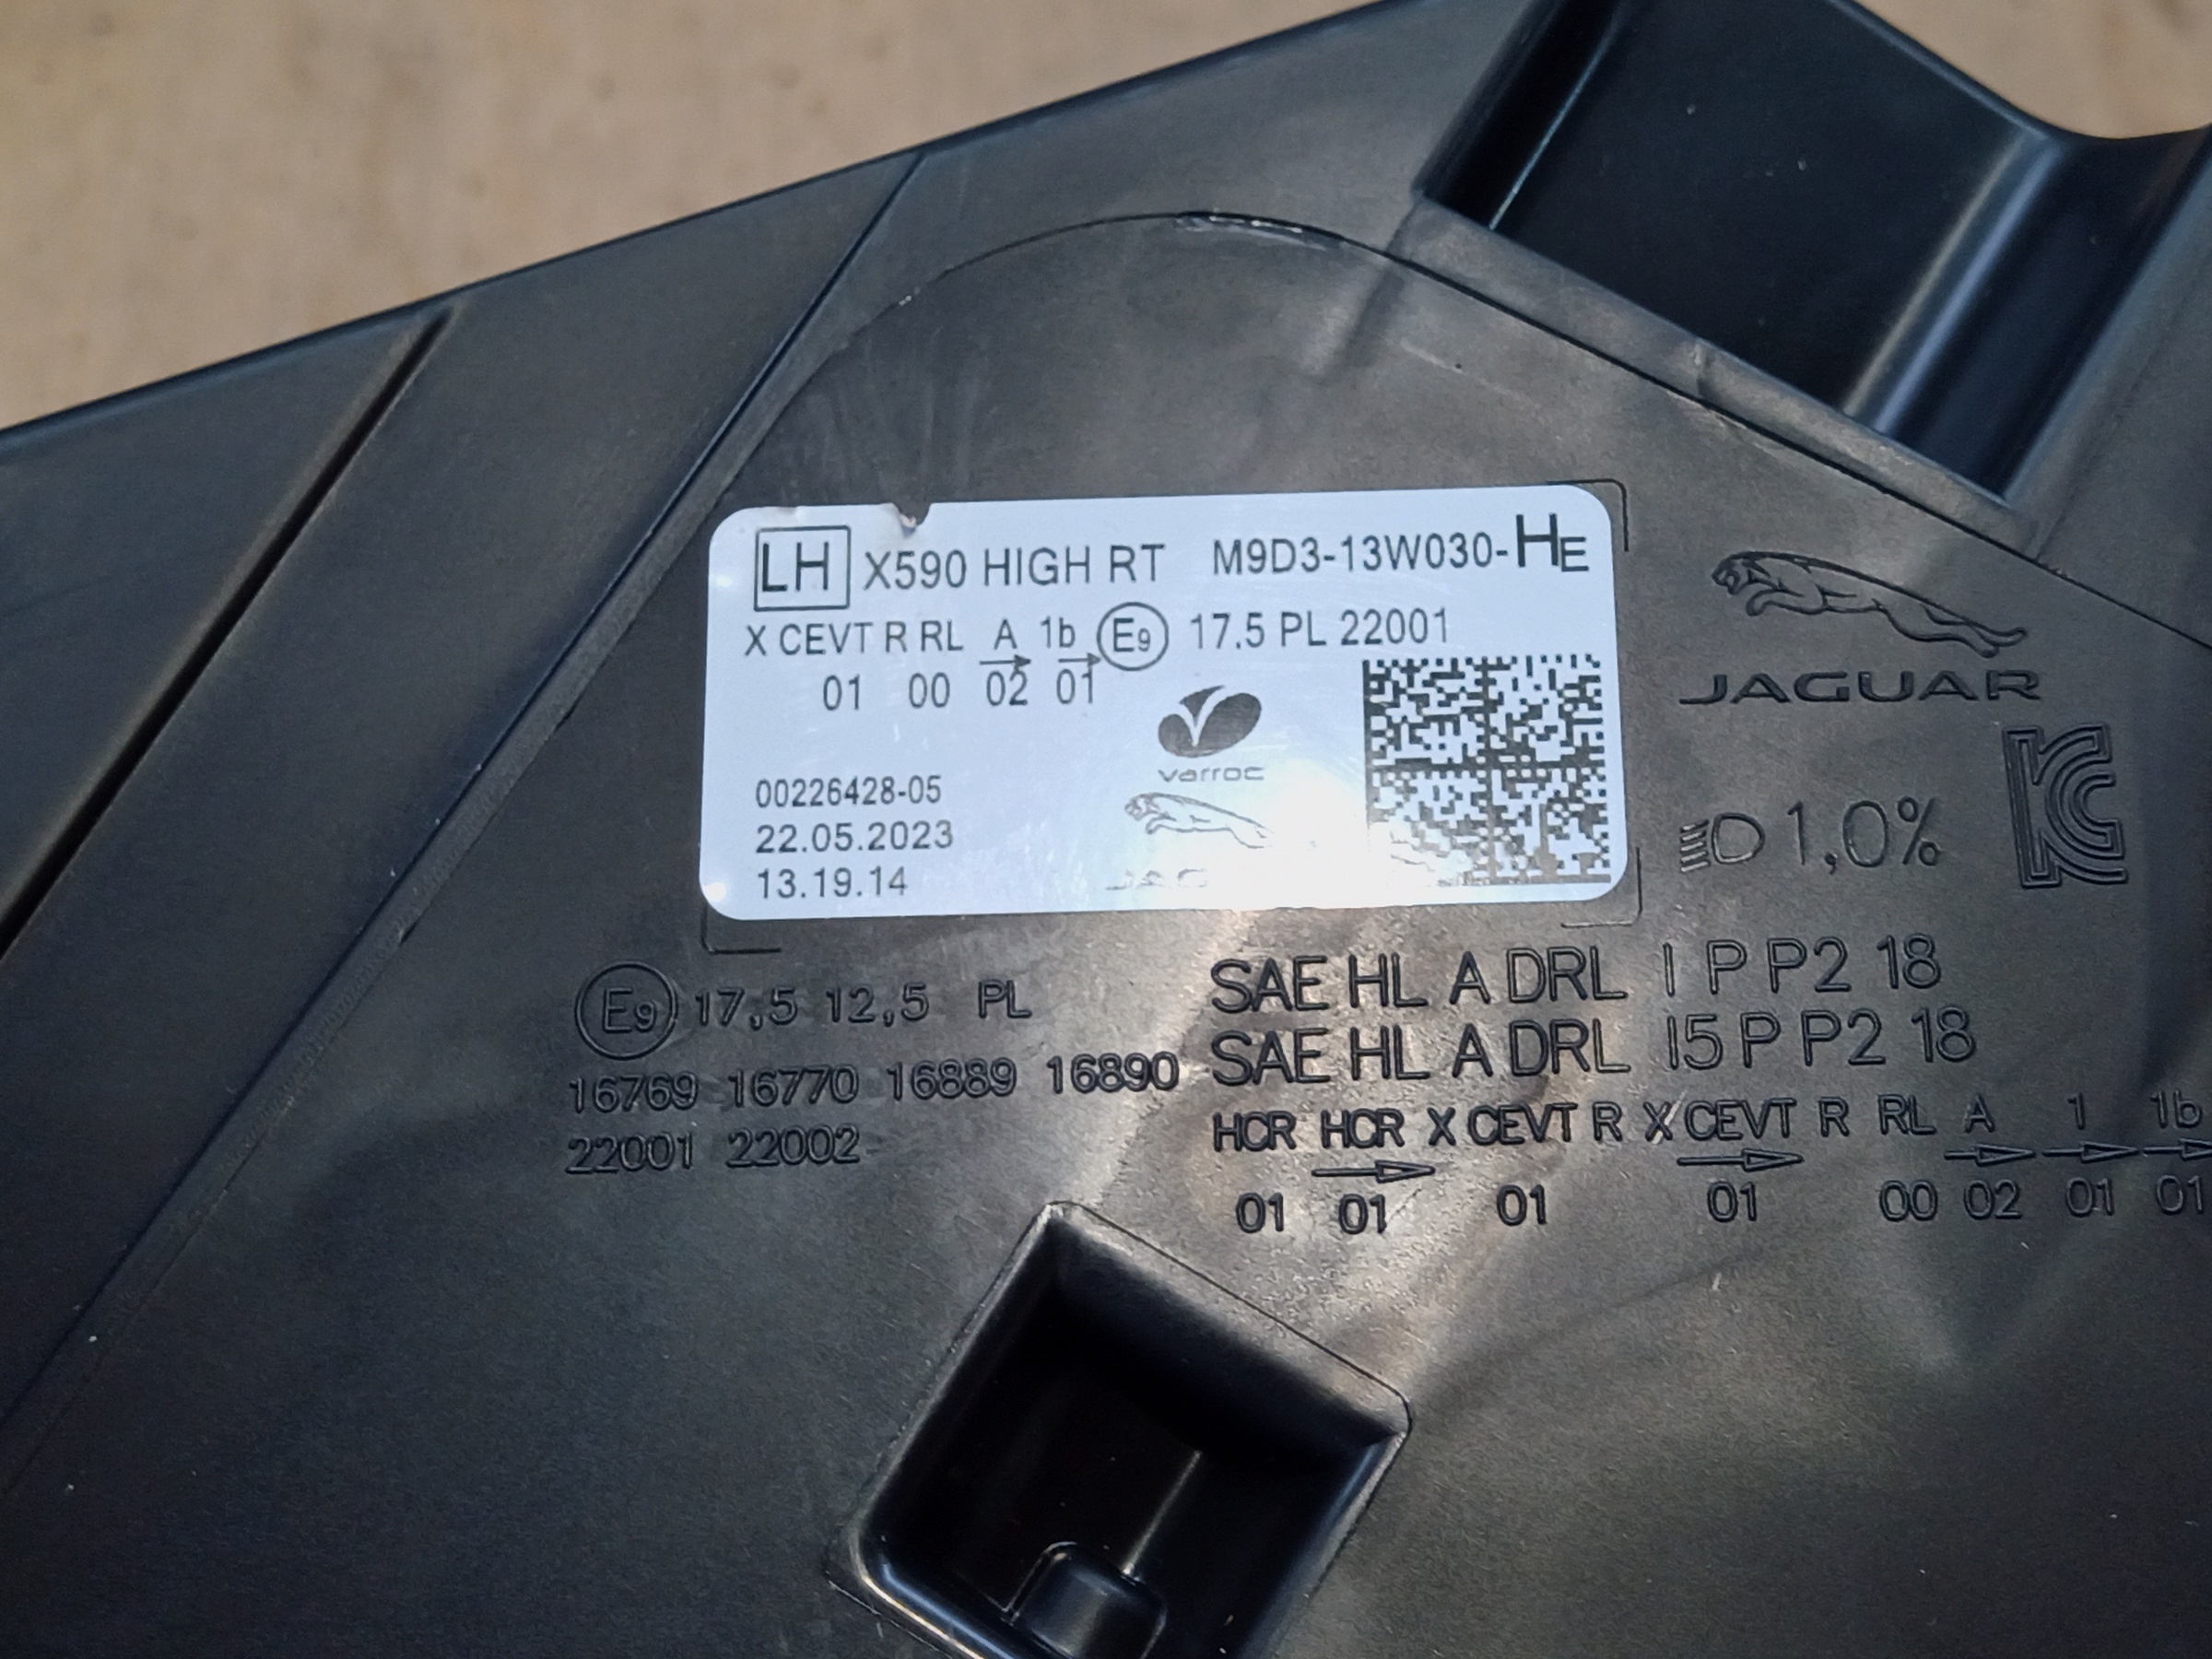 LH X590 HIGH RT M9D3-13W030-HE
X CEVT R RL A 1b E9 17.5 PL 22001
01 00 02 01
varroc
00226428-05
22.05.2023
13.19.14
JAGUAR
1,0%
E9 17,5 12,5 PL
16769 16770 16889 16890
22001 22002
SAE HL A DRL I P P2 18
SAE HL A DRL I5 P P2 18
HCR HCR X CEVT R X CEVT R RL A 1 1b
01 01 01 01 00 02 01 01